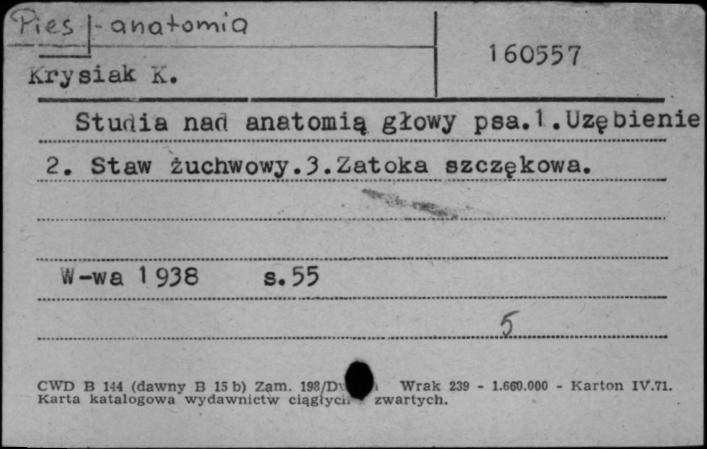 Pies - anatomia
160557
Krysiak K.
Studia nad anatomią głowy psa.1.Uzębienie
2. Staw żuchwowy.3.Zatoka szczękowa.
W-wa 1938 s.55
5
CWD B 144 (dawny B 15 b) Zam. 198/D Wrak 239 - 1.660.000 - Karton IV.71.
Karta katalogowa wydawnictw zwartych.